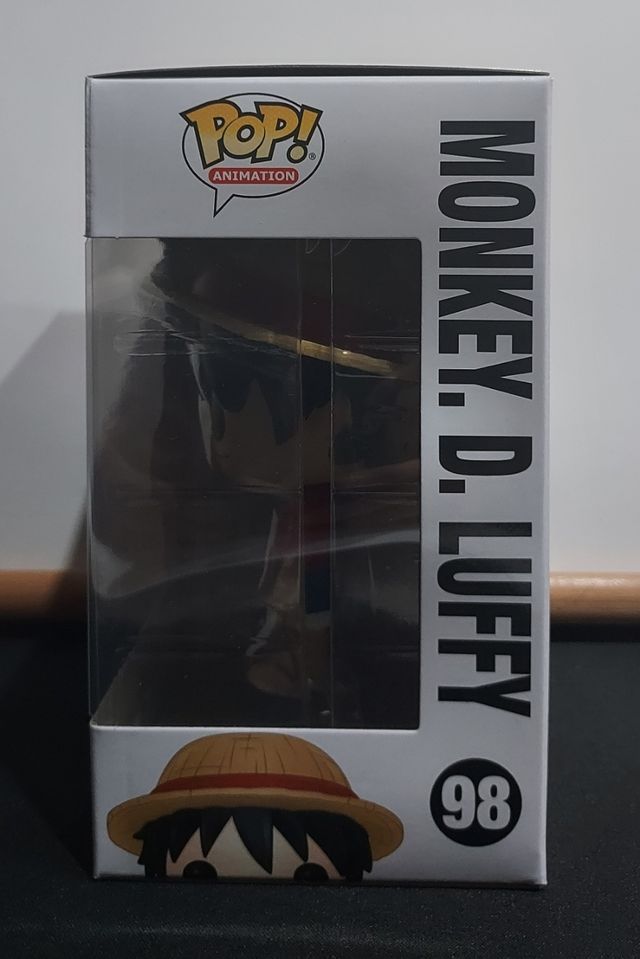 POP!®
ANIMATION
MONKEY. D. LUFFY
98